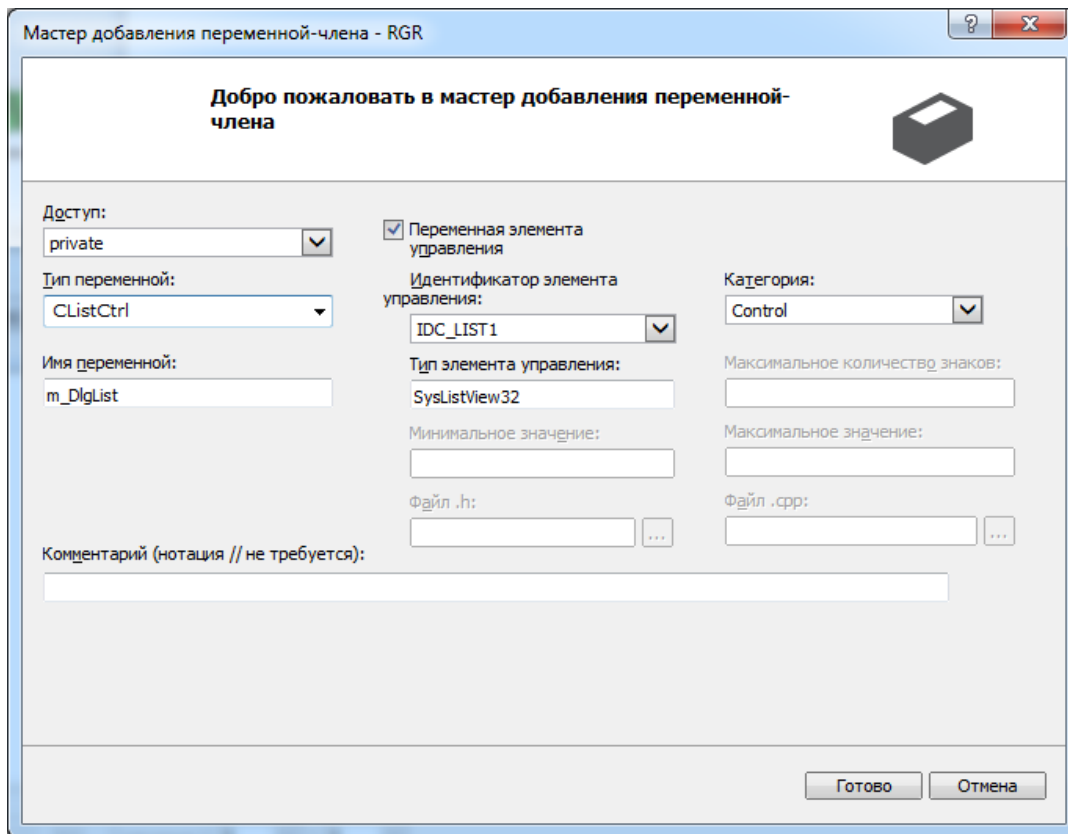 Мастер добавления переменной-члена - RGR
?
Добро пожаловать в мастер добавления переменной-
члена
Доступ:
private
Переменная элемента
управления
Тип переменной:
CListCtrl
Идентификатор элемента
управления:
IDC_LIST1
Категория:
Control
Имя переменной:
m_DlgList
Тип элемента управления:
SysListView32
Максимальное количество знаков:
Минимальное значение:
Максимальное значение:
Файл .h:
...
Файл .cpp:
...
Комментарий (нотация // не требуется):
Готово
Отмена